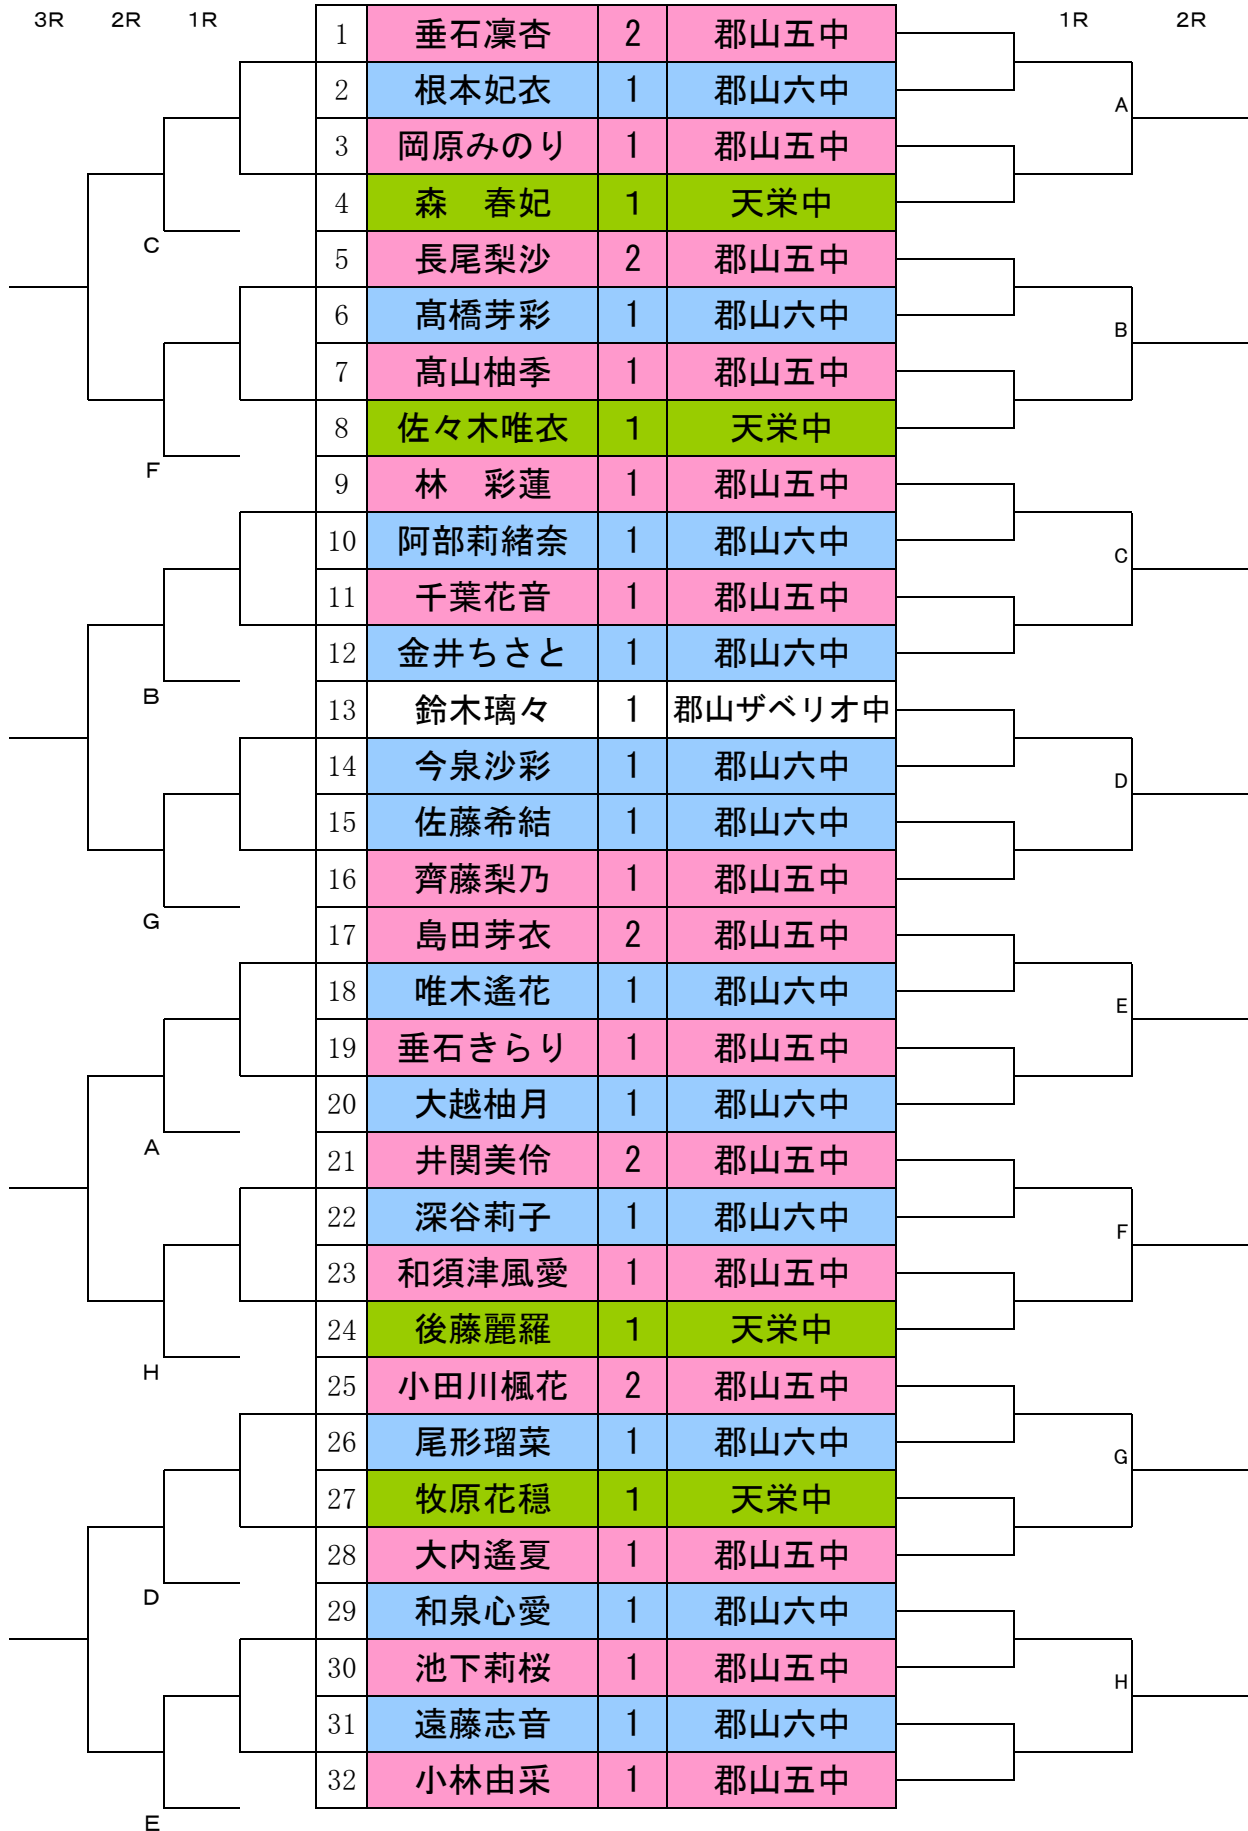 3R 2R 1R 1R 2R
1 垂石凜杏 2 郡山五中
2 根本妃衣 1 郡山六中
A
3 岡原みのり 1 郡山五中
4 森　春妃 1 天栄中
C
5 長尾梨沙 2 郡山五中
6 髙橋芽彩 1 郡山六中
B
7 髙山柚季 1 郡山五中
8 佐々木唯衣 1 天栄中
F
9 林　彩蓮 1 郡山五中
10 阿部莉緒奈 1 郡山六中
C
11 千葉花音 1 郡山五中
12 金井ちさと 1 郡山六中
B
13 鈴木璃々 1 郡山ザベリオ中
14 今泉沙彩 1 郡山六中
D
15 佐藤希結 1 郡山六中
16 齊藤梨乃 1 郡山五中
G
17 島田芽衣 2 郡山五中
18 唯木遙花 1 郡山六中
E
19 垂石きらり 1 郡山五中
20 大越柚月 1 郡山六中
A
21 井関美伶 2 郡山五中
22 深谷莉子 1 郡山六中
F
23 和須津風愛 1 郡山五中
24 後藤麗羅 1 天栄中
H
25 小田川楓花 2 郡山五中
26 尾形瑠菜 1 郡山六中
G
27 牧原花穏 1 天栄中
28 大内遙夏 1 郡山五中
D
29 和泉心愛 1 郡山六中
30 池下莉桜 1 郡山五中
H
31 遠藤志音 1 郡山六中
32 小林由采 1 郡山五中
E